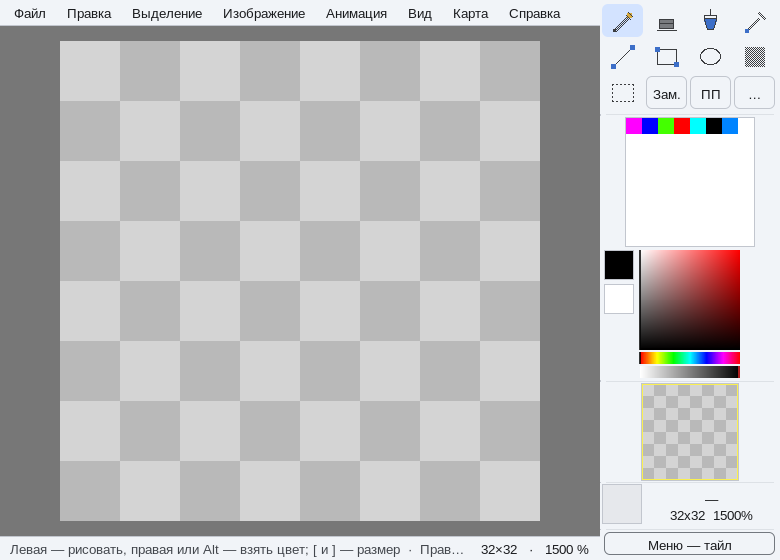 Файл Правка Выделение Изображение Анимация Вид Карта Справка
Зам. ПП ...
—
32x32 1500%
Меню — тайл
Левая — рисовать, правая или Alt — взять цвет; [ и ] — размер · Прав… 32×32 · 1500 %